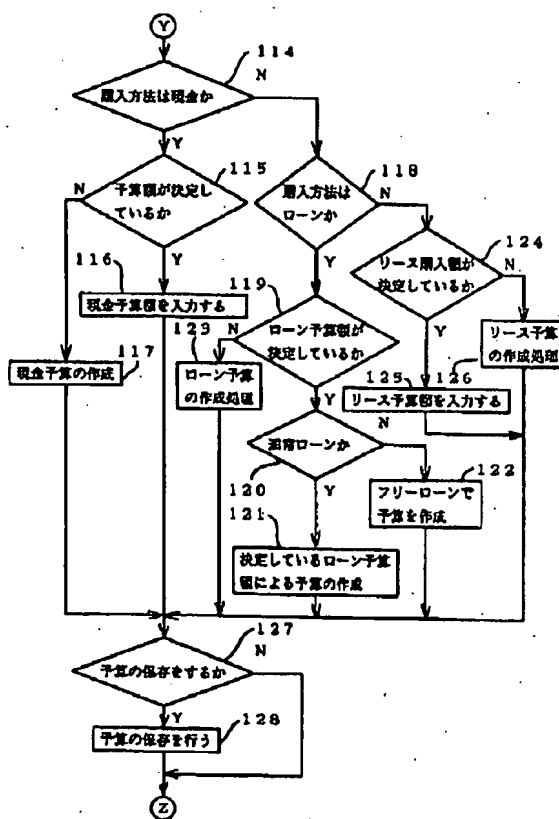 Y
114
N
購入方法は現金か
Y
115
118
N
予算額が決定し
ているか
購入方法は
ローンか
N
124
116
Y
119
Y
リース購入額が
決定しているか
N
現金予算額を入力する
123
N
ローン予算額が
決定しているか
Y
リース予算
の作成処理
117
現金予算の作成
ローン予算
の作成処理
125
126
リース予算額を入力する
Y
N
通常ローンか
120
Y
122
フリーローンで
予算を作成
121
決定しているローン予算
額による予算の作成
127
N
予算の保存をするか
Y
128
予算の保存を行う
Z